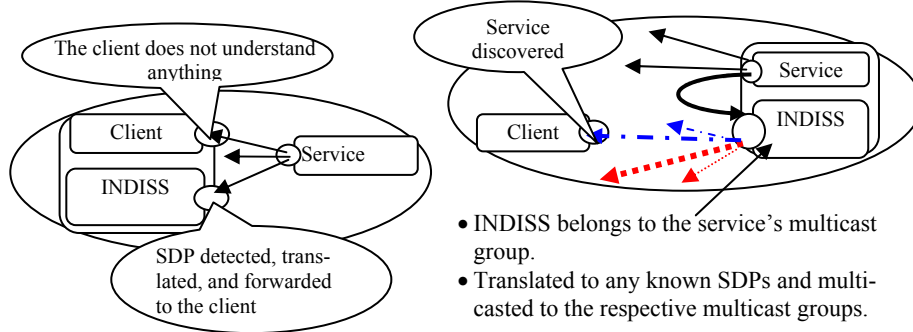 The client does not understand
anything
Client
INDISS
Service
SDP detected, trans-
lated, and forwarded
to the client
Service
discovered
Client
Service
INDISS
• INDISS belongs to the service's multicast
group.
• Translated to any known SDPs and multi-
casted to the respective multicast groups.